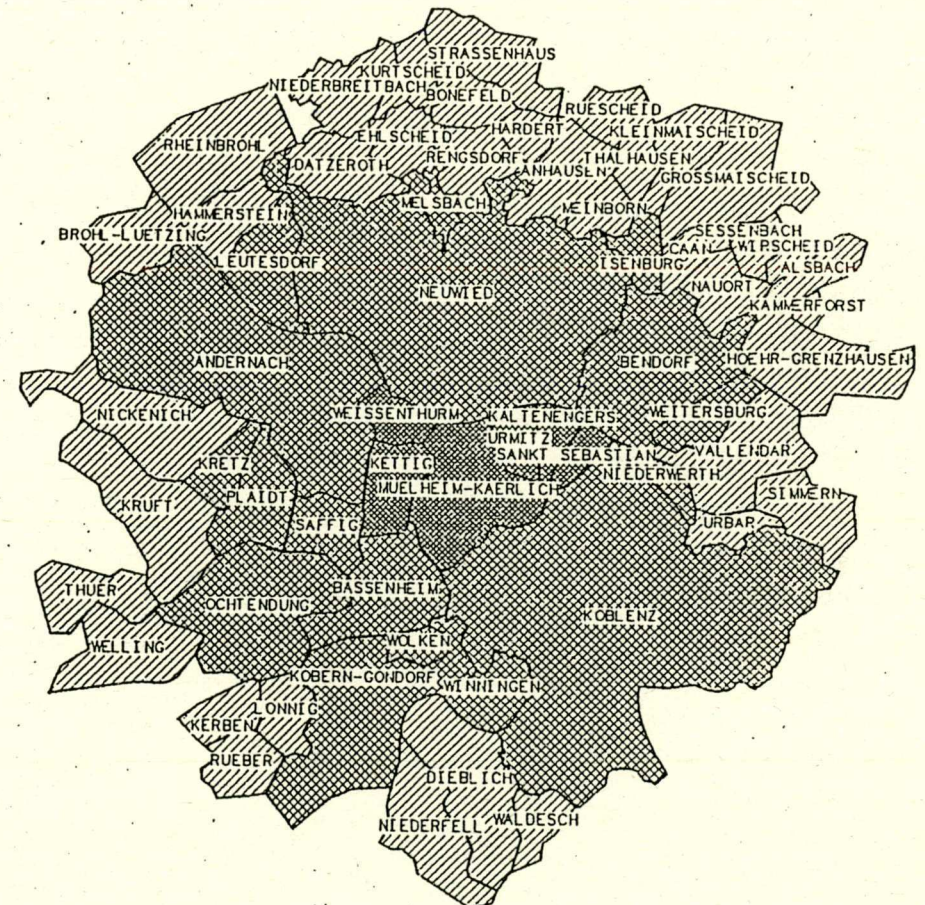 STRASSENHAUS
KURTSCHEID
NIEDERBREITBACH
BONEFELD
RUESCHEID
EHLSCHEID
HARDERT
KLEINMAISCHEID
RHEINBROHL
DATZEROTH
RENGSDORF
THALHAUSEN
ANHAUSEN
GROSSMAISCHEID
MELSBACH
MEINBORN
HAMMERSTEIN
BROHL-LUETZING
SESSENBACH
CAAN
WIRSCHEID
LEUTESDORF
ISENBURG
ALSBACH
NEUWIED
NAUORT
KAMMERFORST
ANDERNACH
BENDORF
HOEHR-GRENZHAUSEN
NICKENICH
WEISSENTHURM
KALTENENGERS
WEITERSBURG
URMITZ
KRETZ
KETTIG
SANKT SEBASTIAN
VALLENDAR
NIEDERWERTH
KRUFT
PLAIDT
MUELHEIM-KAERLICH
SIMMERN
SAFFIG
URBAR
THUER
OCHTENDUNG
BASSENHEIM
KOBLENZ
WELLING
WOLKEN
KOBERN-GONDORF
WINNINGEN
LONNIG
KERBEN
RUEBER
DIEBLICH
NIEDERFELL
WALDESCH